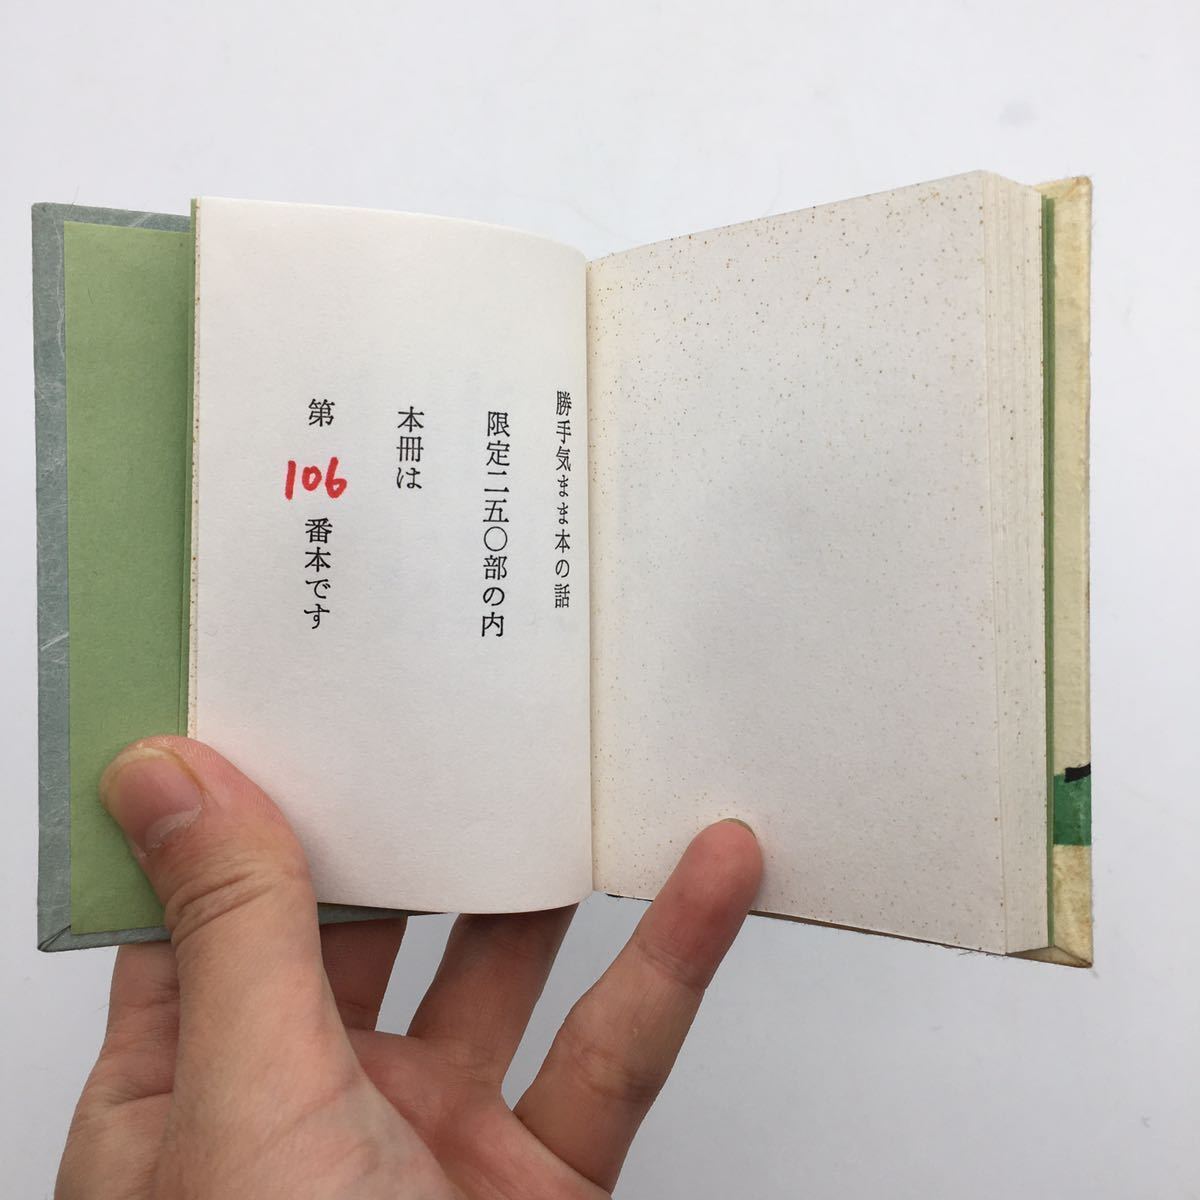 勝手気まま本の話
限定二五〇部の内
本冊は
第 106 番本です